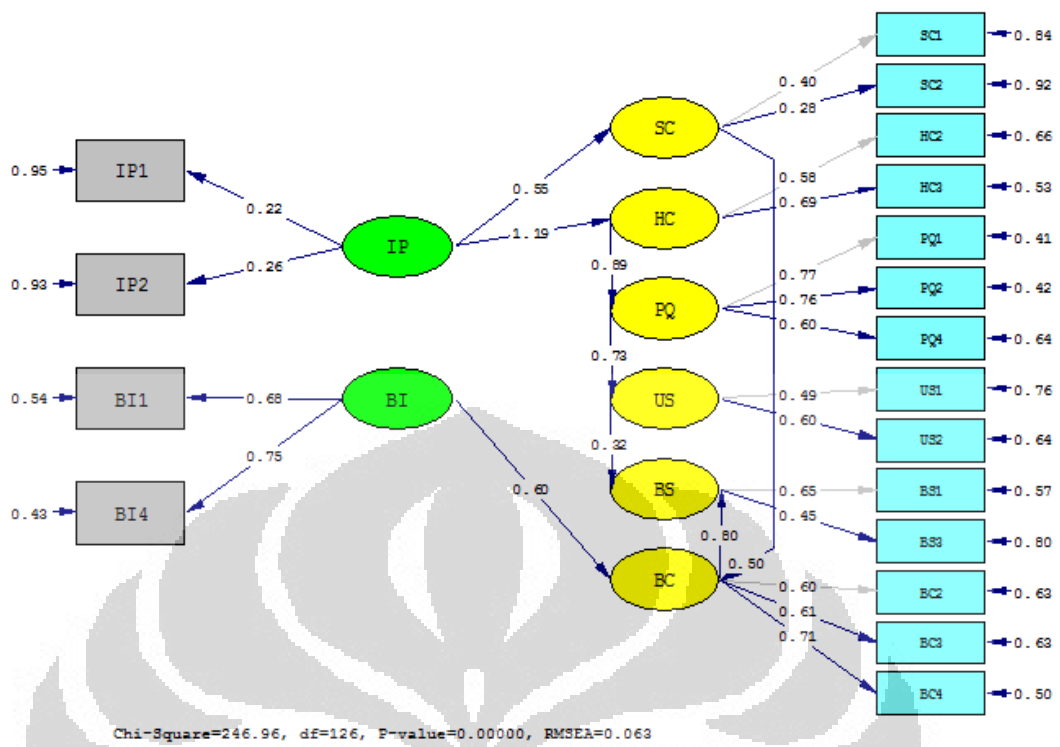 SC1
0.84
0.40
SC2
0.92
0.28
SC
HC2
0.66
0.58
IP1
0.95
0.22
0.55
HC3
0.53
0.69
HC
1.19
IP
PQ1
0.41
0.77
0.89
IP2
0.93
0.26
PQ2
0.42
0.76
PQ
0.60
PQ4
0.64
0.73
BI1
0.54
0.68
BI
US
0.49
US1
0.76
0.60
US2
0.64
0.32
0.75
BI4
0.43
0.60
BS
0.65
BS1
0.57
0.45
BS3
0.80
0.80
0.50
BC
0.60
BC2
0.63
0.61
BC3
0.63
0.71
BC4
0.50
Chi-Square=246.96, df=126, P-value=0.00000, RMSEA=0.063